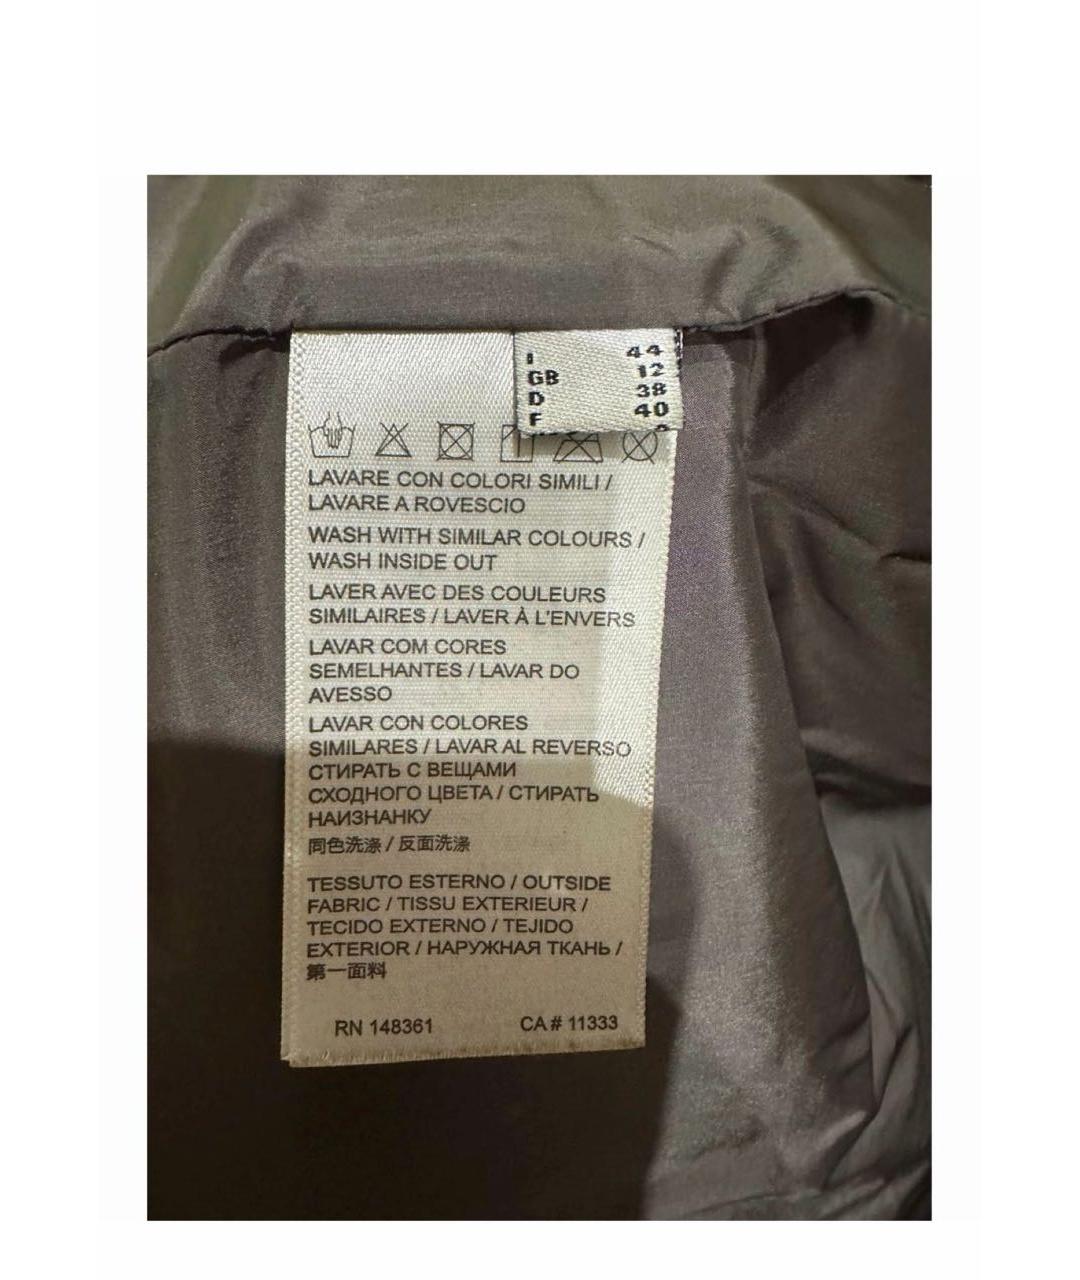 I 44
GB 12
D 38
F 40
LAVARE CON COLORI SIMILI /
LAVARE A ROVESCIO
WASH WITH SIMILAR COLOURS /
WASH INSIDE OUT
LAVER AVEC DES COULEURS
SIMILAIRES / LAVER À L'ENVERS
LAVAR COM CORES
SEMELHANTES / LAVAR DO
AVESSO
LAVAR CON COLORES
SIMILARES / LAVAR AL REVERSO
СТИРАТЬ С ВЕЩАМИ
СХОДНОГО ЦВЕТА / СТИРАТЬ
НАИЗНАНКУ
同色洗涤 / 反面洗涤
TESSUTO ESTERNO / OUTSIDE
FABRIC / TISSU EXTERIEUR /
TECIDO EXTERNO / TEJIDO
EXTERIOR / НАРУЖНАЯ ТКАНЬ /
第一面料
RN 148361 CA # 11333